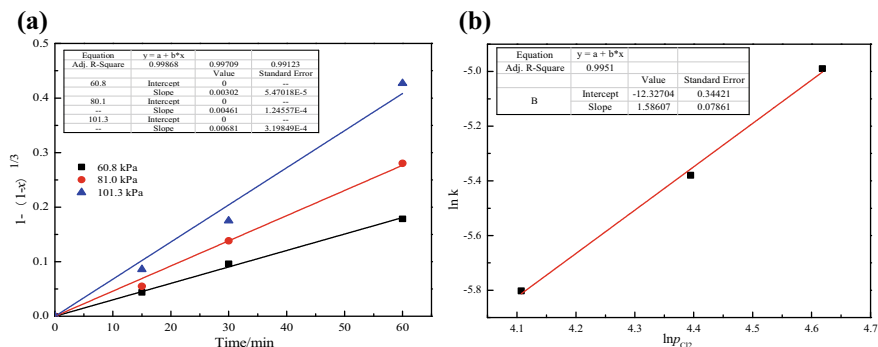 (a)
Equation y = a + b*x
Adj. R-Square 0.99868 0.99709 0.99123
Value Standard Error
60.8 Intercept 0 --
-- Slope 0.00302 5.47018E-5
80.1 Intercept 0 --
-- Slope 0.00461 1.24557E-4
101.3 Intercept 0 --
-- Slope 0.00681 3.19849E-4
60.8 kPa
81.0 kPa
101.3 kPa
1-（1-x）1/3
0.5
0.4
0.3
0.2
0.1
0.0
0 10 20 30 40 50 60 70
Time/min
(b)
Equation y = a + b*x
Adj. R-Square 0.9951
Value Standard Error
B Intercept -12.32704 0.34421
Slope 1.58607 0.07861
ln k
-5.0
-5.2
-5.4
-5.6
-5.8
4.1 4.2 4.3 4.4 4.5 4.6 4.7
lnpCl2